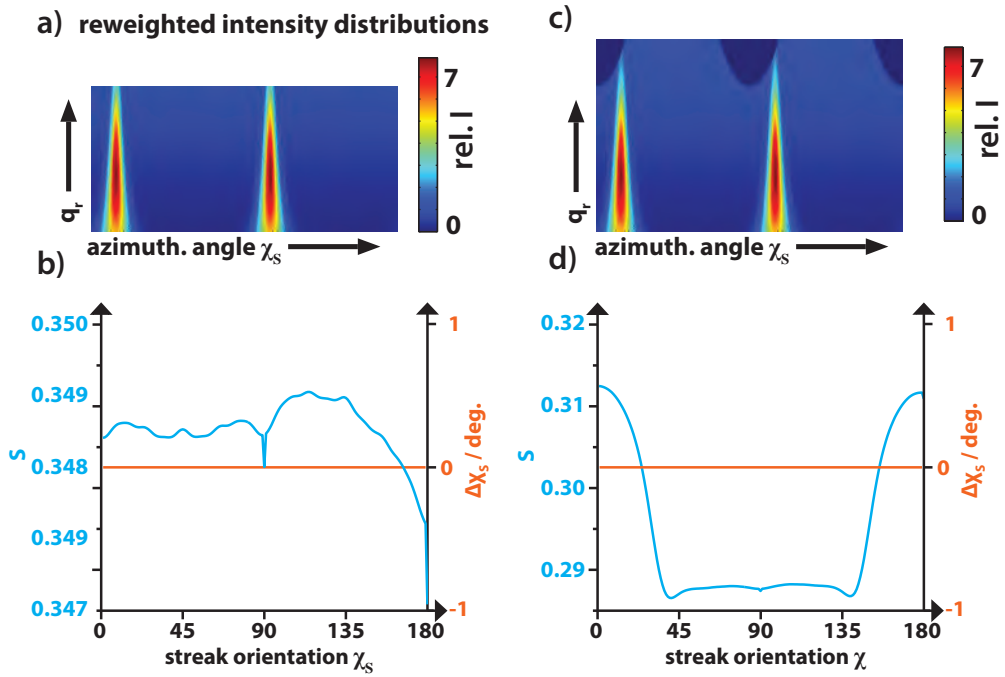 a) reweighted intensity distributions
7
rel. I
0
q_r
azimuth. angle χ_s
b)
0.350
0.349
0.348
0.349
0.347
S
1
0
-1
Δχ_s / deg.
0 45 90 135 180
streak orientation χ_s
c)
7
rel. I
0
q_r
azimuth. angle χ_s
d)
0.32
0.31
0.30
0.29
S
1
0
-1
Δχ_s / deg.
0 45 90 135 180
streak orientation χ